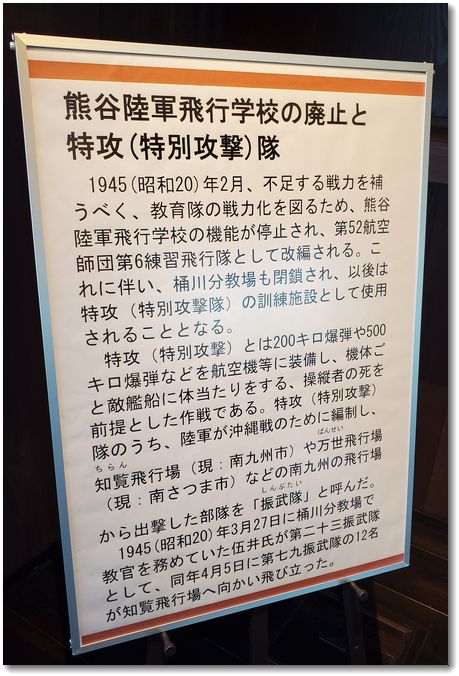 熊谷陸軍飛行学校の廃止と
特攻(特別攻撃)隊
1945(昭和20)年2月、不足する戦力を補
うべく、教育隊の戦力化を図るため、熊谷
陸軍飛行学校の機能が停止され、第52航空
師団第6練習飛行隊として改編される。こ
れに伴い、桶川分教場も閉鎖され、以後は
特攻(特別攻撃隊)の訓練施設として使用
されることとなる。
特攻(特別攻撃)とは200キロ爆弾や500
キロ爆弾などを航空機等に装備し、機体ご
と敵艦船に体当たりをする、操縦者の死を
前提とした作戦である。特攻(特別攻撃)
隊のうち、陸軍が沖縄戦のために編制し、
ちらん ばんせい
知覧飛行場(現:南九州市)や万世飛行場
(現:南さつま市)などの南九州の飛行場
しんぶたい
から出撃した部隊を「振武隊」と呼んだ。
1945(昭和20)年3月27日に桶川分教場で
教官を務めていた伍井氏が第二十三振武隊
として、同年4月5日に第七九振武隊の12名
が知覧飛行場へ向かい飛び立った。